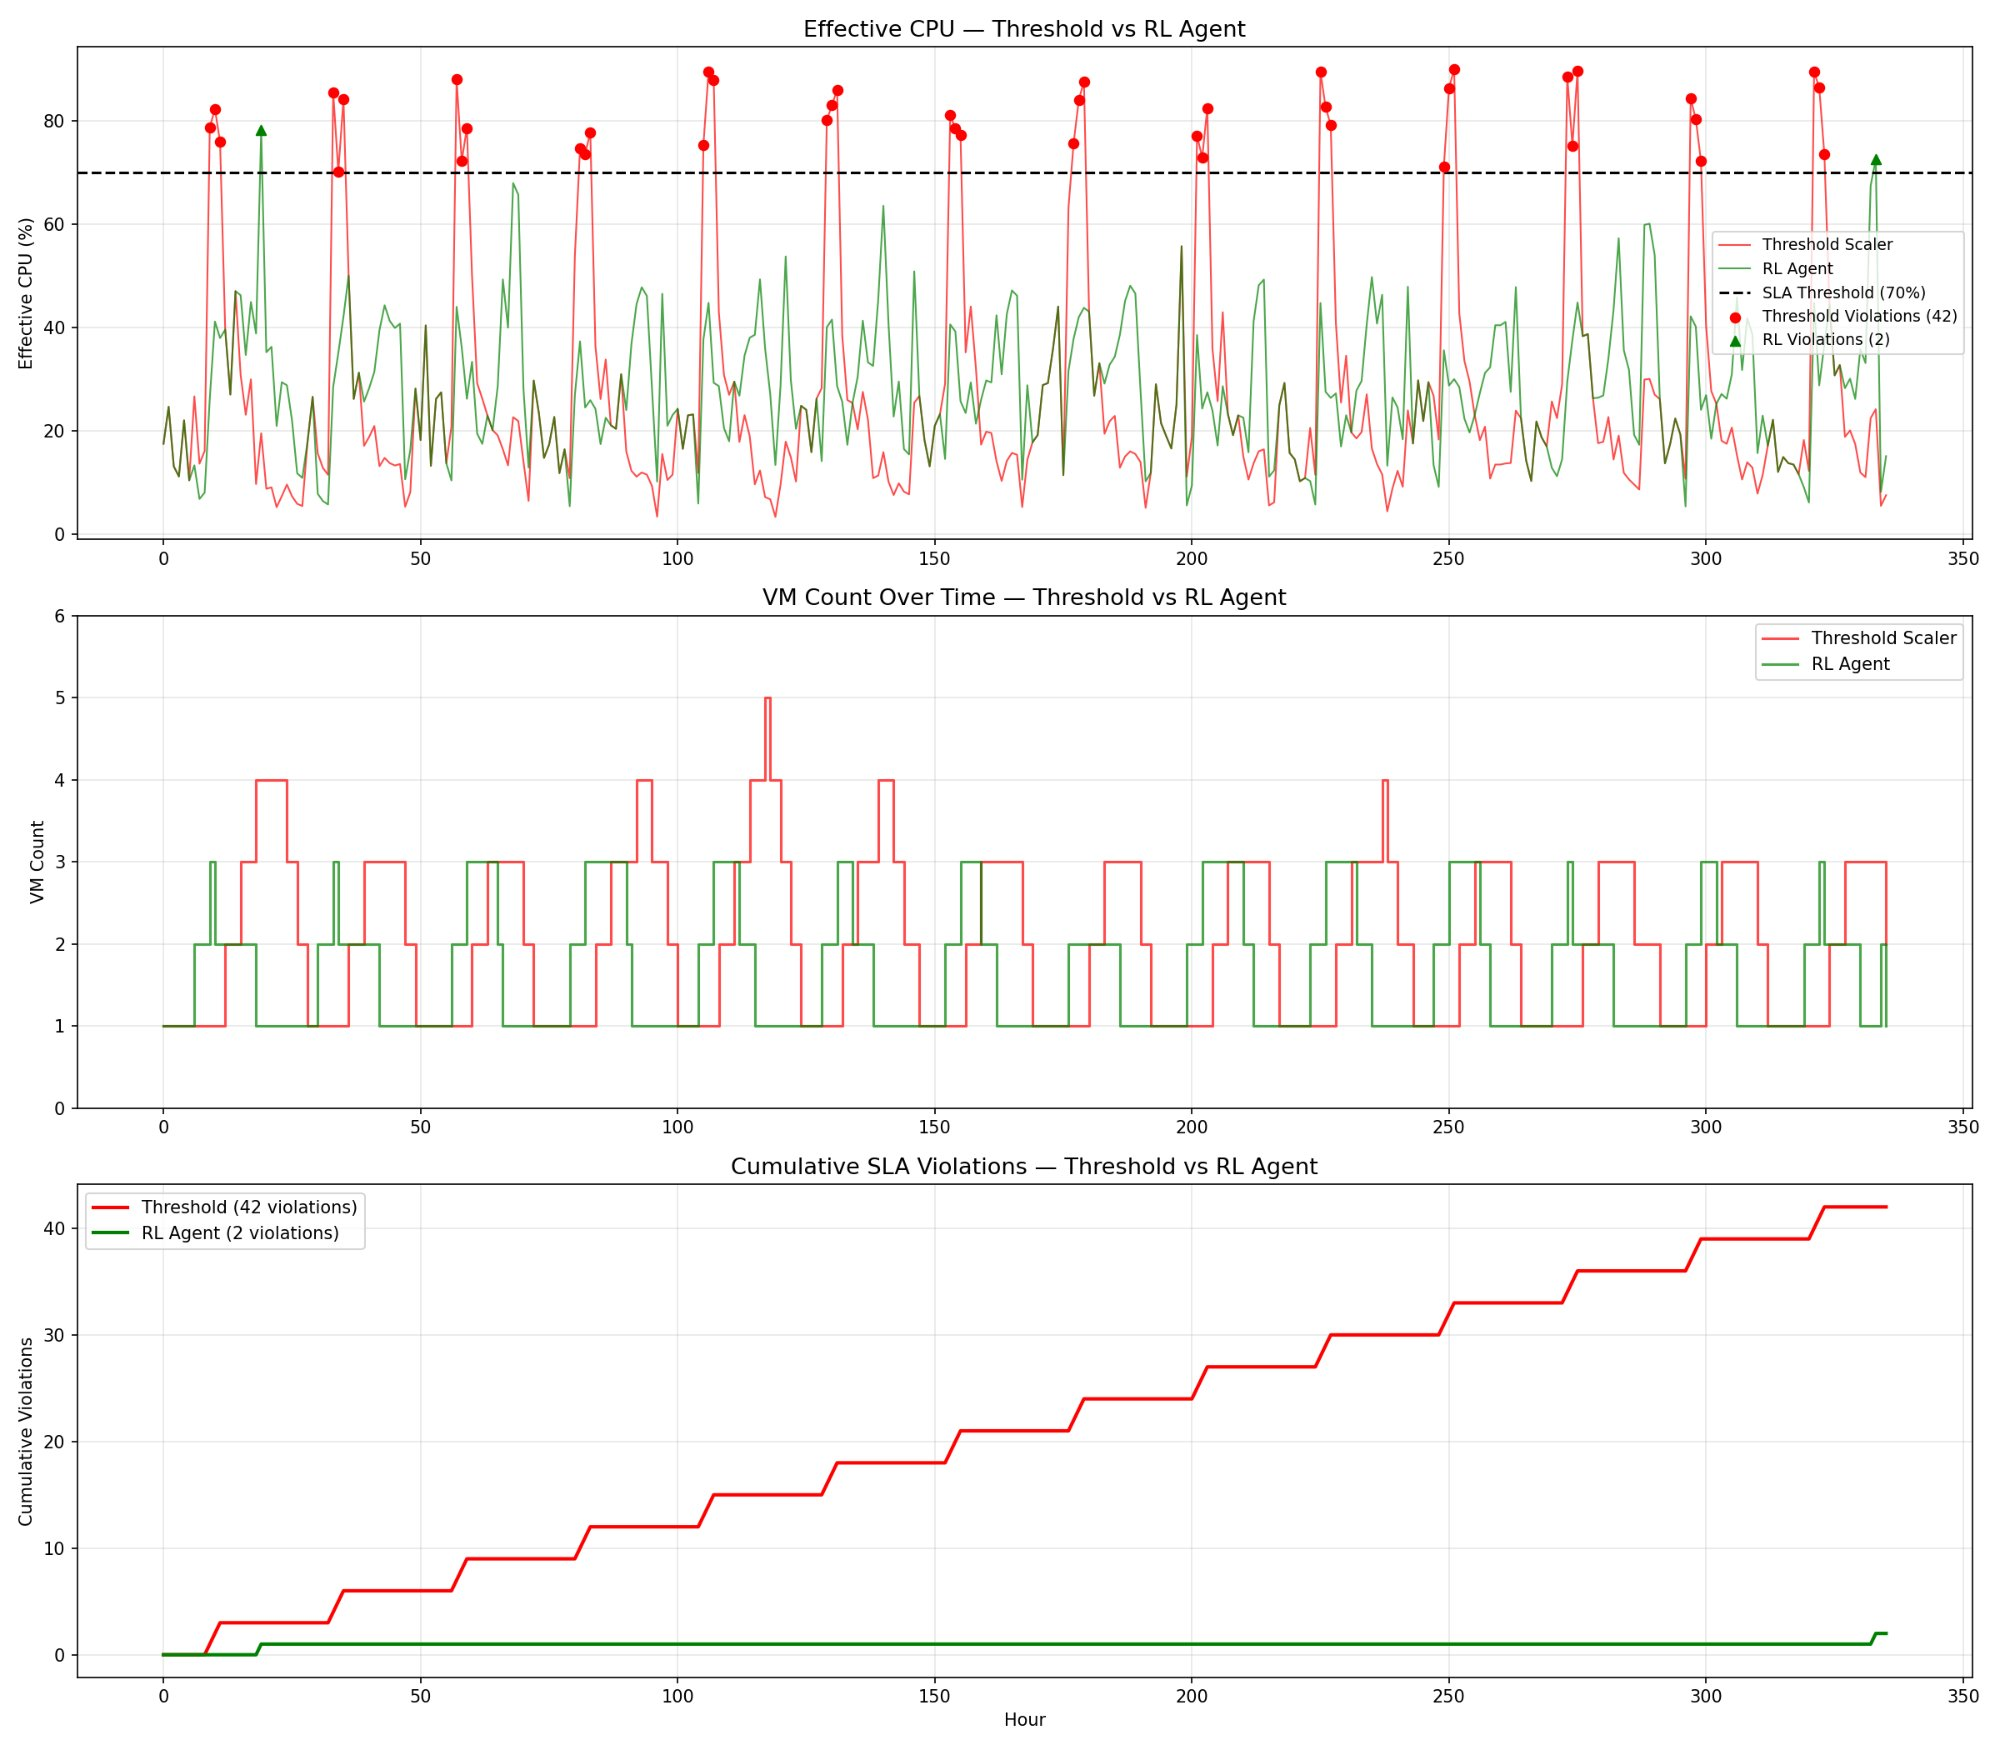 Effective CPU — Threshold vs RL Agent
Effective CPU (%)
80
60
40
20
0
Threshold Scaler
RL Agent
SLA Threshold (70%)
Threshold Violations (42)
RL Violations (2)
0 50 100 150 200 250 300 350
VM Count Over Time — Threshold vs RL Agent
VM Count
6
5
4
3
2
1
0
Threshold Scaler
RL Agent
0 50 100 150 200 250 300 350
Cumulative SLA Violations — Threshold vs RL Agent
Cumulative Violations
40
30
20
10
0
Threshold (42 violations)
RL Agent (2 violations)
0 50 100 150 200 250 300 350
Hour